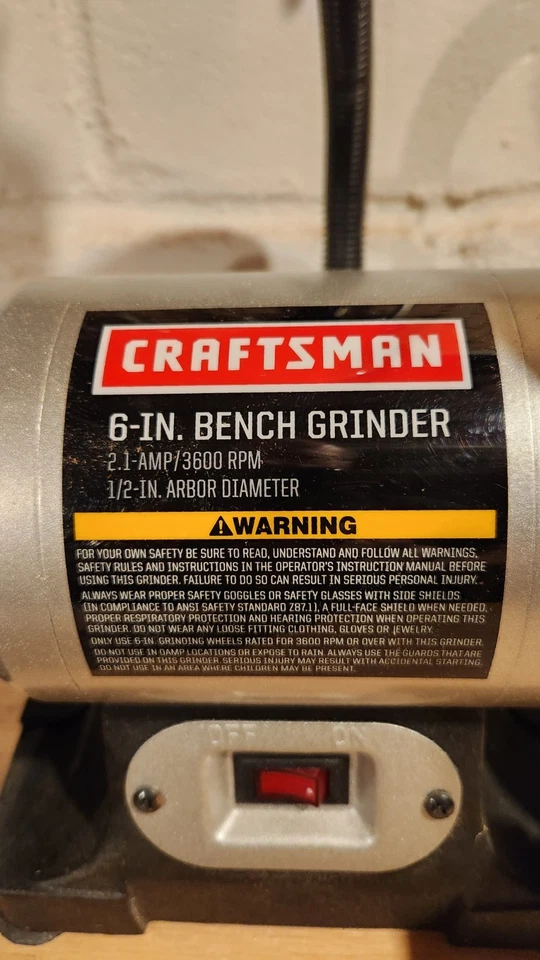 CRAFTSMAN
6-IN. BENCH GRINDER
2.1-AMP/3600 RPM
1/2-IN. ARBOR DIAMETER
⚠WARNING
FOR YOUR OWN SAFETY BE SURE TO READ, UNDERSTAND AND FOLLOW ALL WARNINGS,
SAFETY RULES AND INSTRUCTIONS IN THE OPERATOR'S INSTRUCTION MANUAL BEFORE
USING THIS GRINDER. FAILURE TO DO SO CAN RESULT IN SERIOUS PERSONAL INJURY.
ALWAYS WEAR PROPER SAFETY GOGGLES OR SAFETY GLASSES WITH SIDE SHIELDS
(IN COMPLIANCE TO ANSI SAFETY STANDARD Z87.1), A FULL-FACE SHIELD WHEN NEEDED,
PROPER RESPIRATORY PROTECTION AND HEARING PROTECTION WHEN OPERATING THIS
GRINDER. DO NOT WEAR ANY LOOSE FITTING CLOTHING, GLOVES OR JEWELRY.
ONLY USE 6-IN. GRINDING WHEELS RATED FOR 3600 RPM OR OVER WITH THIS GRINDER.
DO NOT USE IN DAMP LOCATIONS OR EXPOSE TO RAIN. ALWAYS USE THE GUARDS THAT ARE
PROVIDED ON THIS GRINDER. SERIOUS INJURY MAY RESULT WITH ACCIDENTAL STARTING.
DO NOT USE IN AN AREA WHERE CHILDREN MAY BE PRESENT.
OFF ON